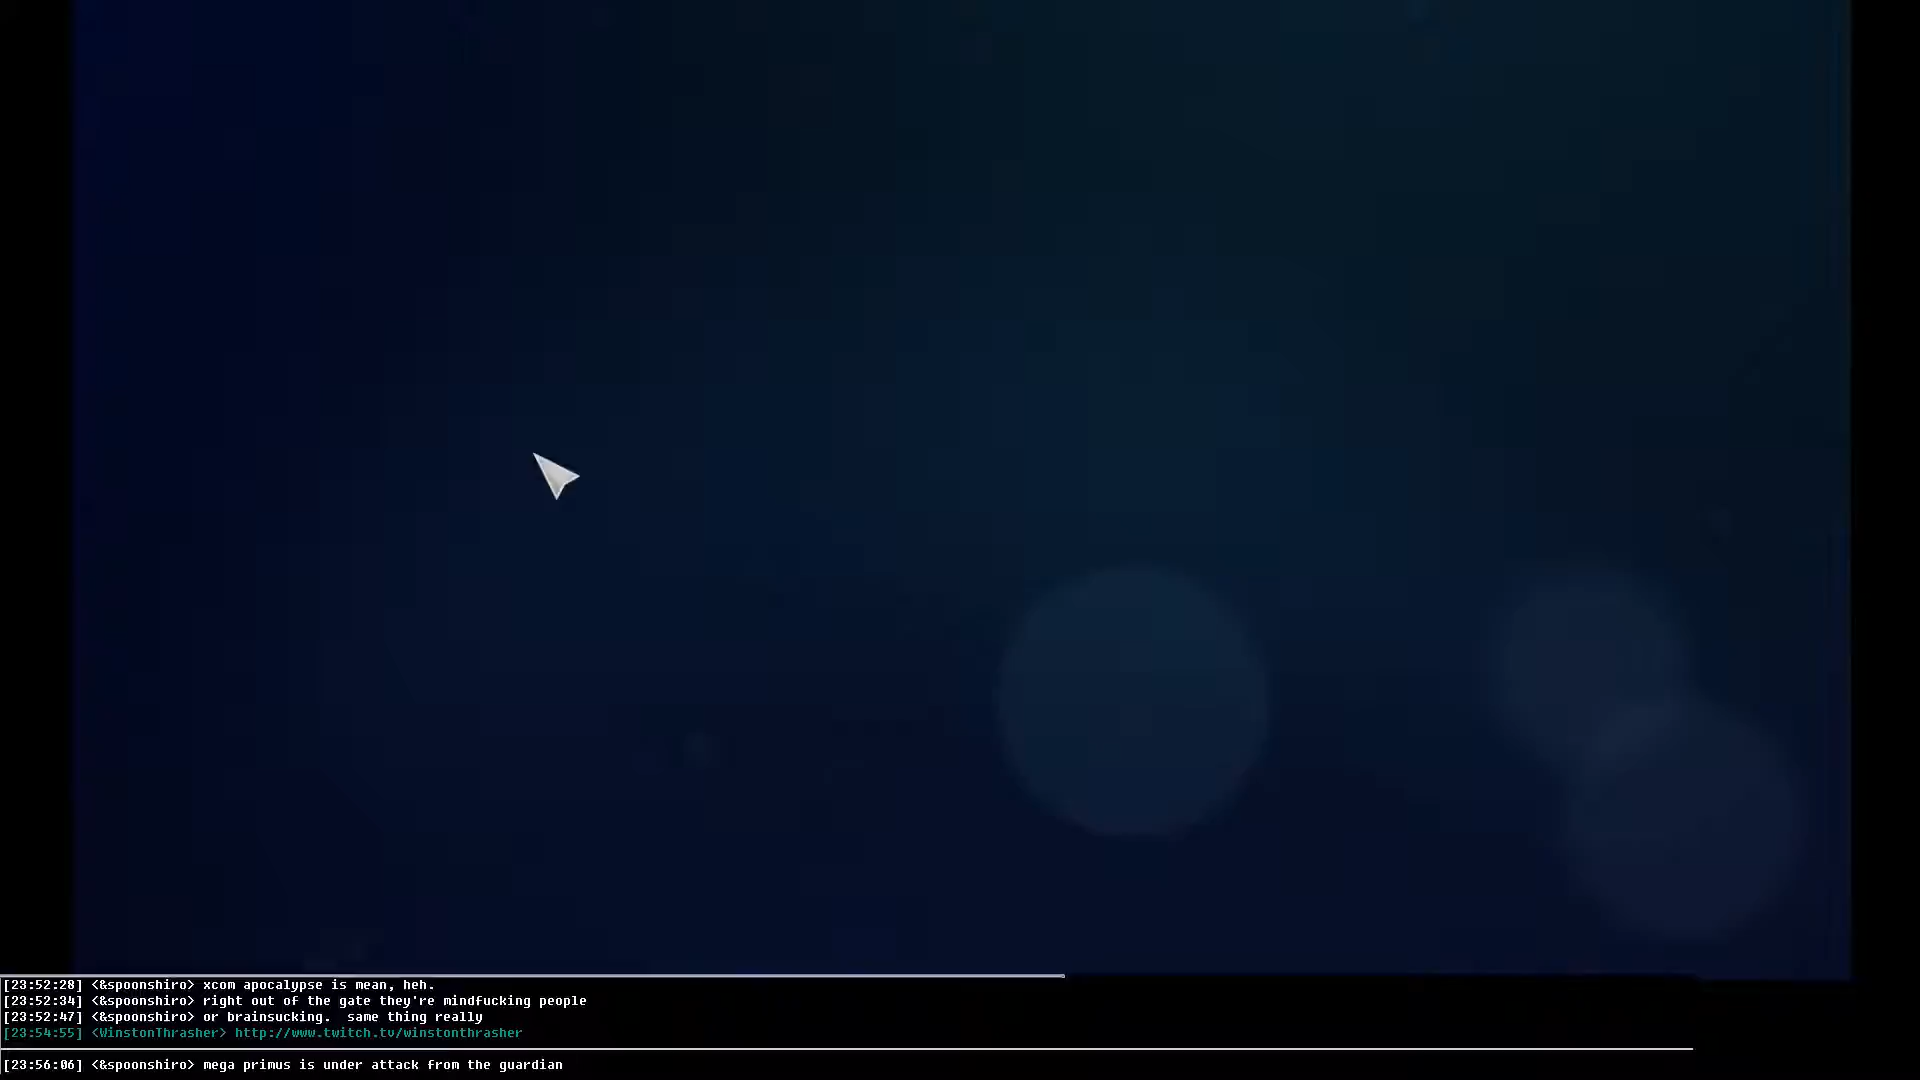 [23:52:28] <&spoonshiro> xcom apocalypse is mean, heh.
[23:52:34] <&spoonshiro> right out of the gate they're mindfucking people
[23:52:47] <&spoonshiro> or brainsucking.  same thing really
[23:54:55] <WinstonThrasher> http://www.twitch.tv/winstonthrasher
[23:56:06] <&spoonshiro> mega primus is under attack from the guardian